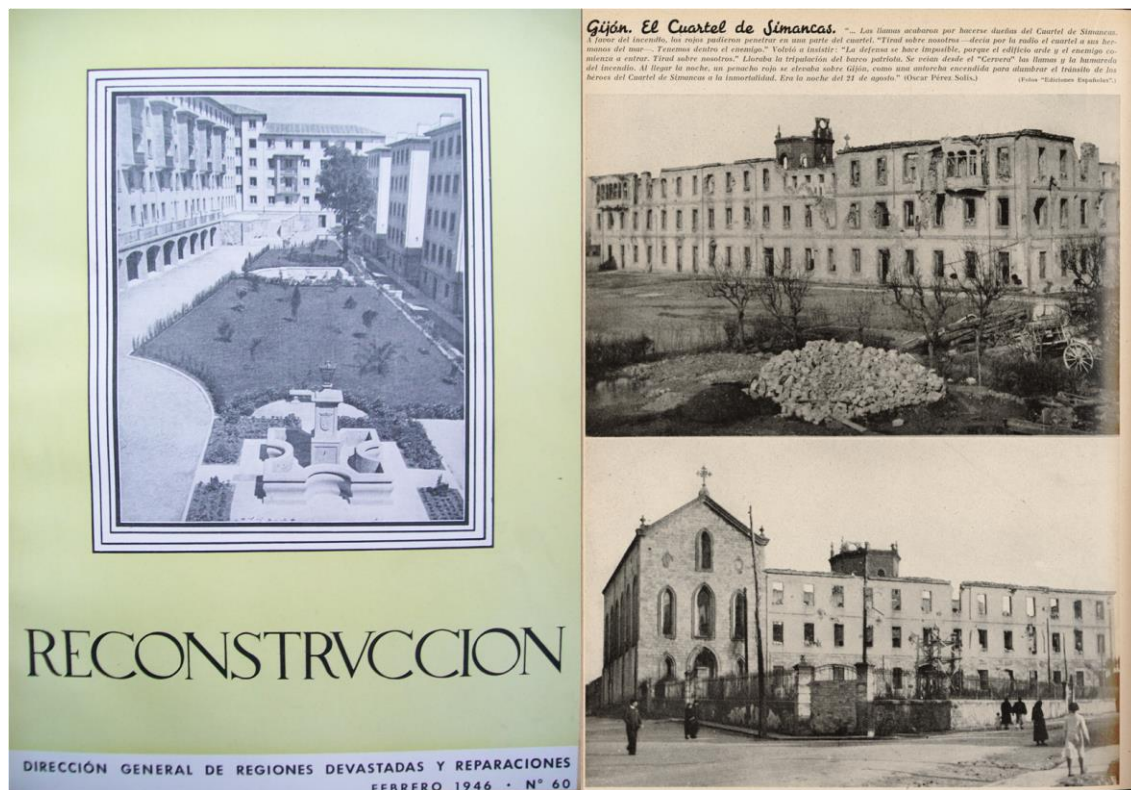 RECONSTRVCCION
DIRECCIÓN GENERAL DE REGIONES DEVASTADAS Y REPARACIONES
FEBRERO 1946 · Nº 60
Gijón. El Cuartel de Simancas. "... Las llamas acabaron por hacerse dueñas del Cuartel de Simancas.
A favor del incendio, los rojos pudieron penetrar en una parte del cuartel. "Tirad sobre nosotros —decía por la radio el cuartel a sus her-
manos del mar—. Tenemos dentro el enemigo." Volvió a insistir: "La defensa se hace imposible, porque el edificio arde y el enemigo co-
mienza a entrar. Tirad sobre nosotros." Lloraba la tripulación del barco patriota. Se veían desde el "Cervera" las llamas y la humareda
del incendio. Al llegar la noche, un penacho rojo se elevaba sobre Gijón, como una antorcha encendida para alumbrar el tránsito de los
héroes del Cuartel de Simancas a la inmortalidad. Era la noche del 21 de agosto." (Oscar Pérez Solís.)
(Fotos "Ediciones Españolas".)